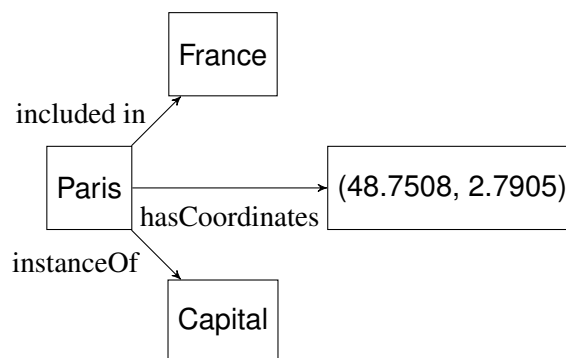 France
included in
Paris
(48.7508, 2.7905)
hasCoordinates
instanceOf
Capital